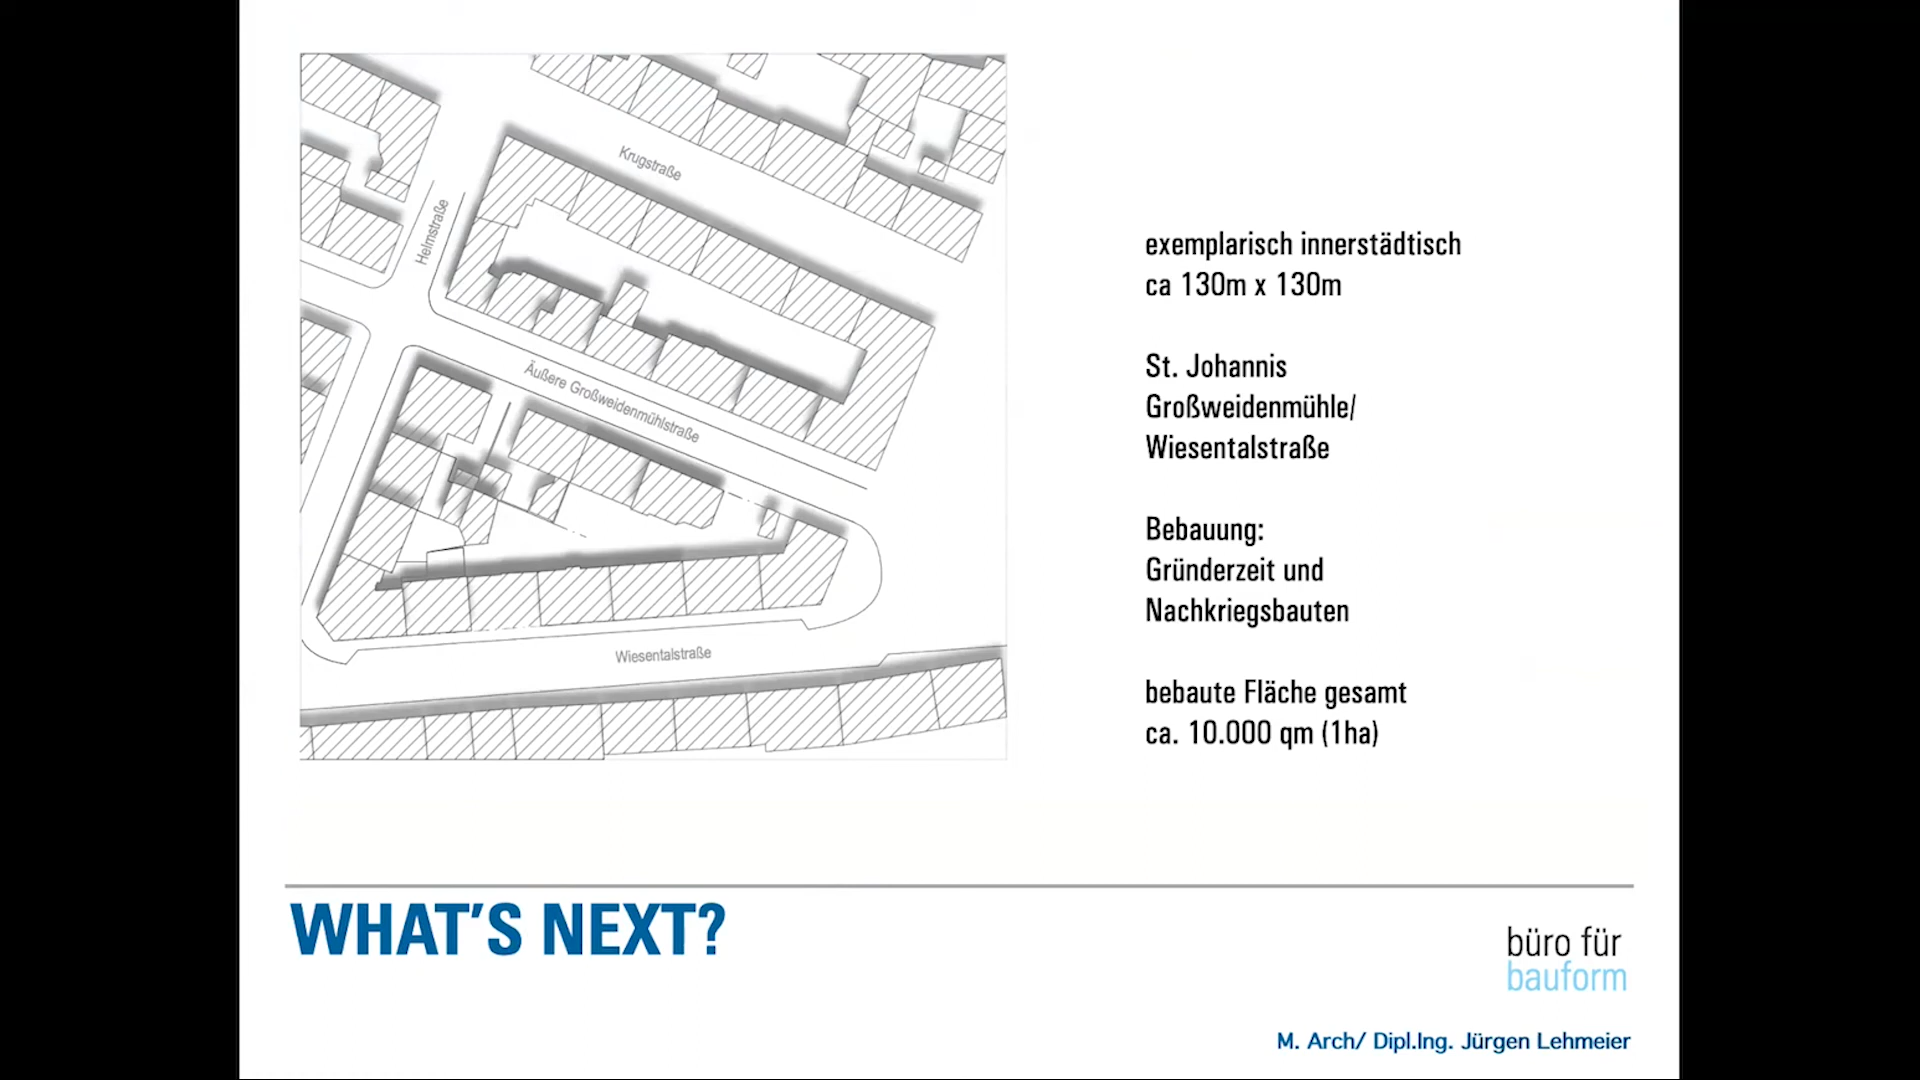 Krugstraße
Helmstraße
Äußere Großweidenmühlstraße
Wiesentalstraße
exemplarisch innerstädtisch
ca 130m x 130m
St. Johannis
Großweidenmühle/
Wiesentalstraße
Bebauung:
Gründerzeit und
Nachkriegsbauten
bebaute Fläche gesamt
ca. 10.000 qm (1ha)
WHAT'S NEXT?
büro für
bauform
M. Arch/ Dipl.Ing. Jürgen Lehmeier